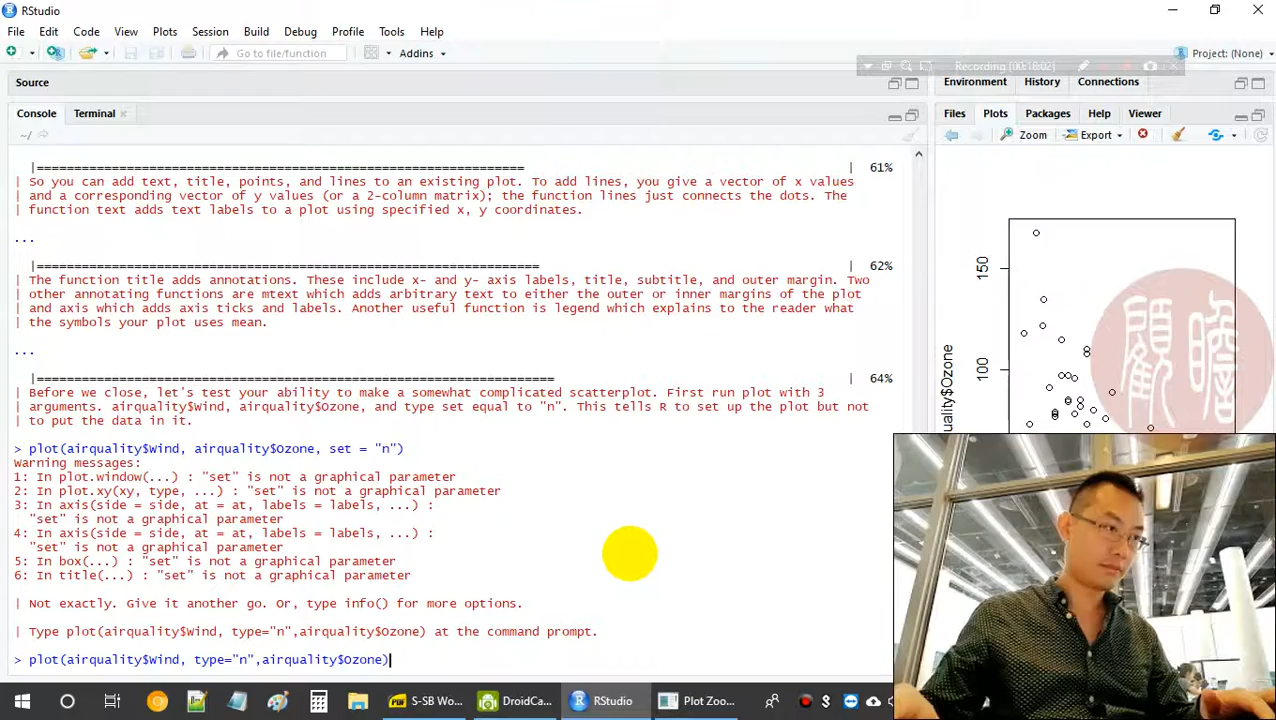 RStudio
File Edit Code View Plots Session Build Debug Profile Tools Help
Go to file/function
Addins
Project: (None)
Recording [00:18:02]
Source
Environment History Connections
Console Terminal
Files Plots Packages Help Viewer
~/
Zoom Export
|================================================================= | 61%
| So you can add text, title, points, and lines to an existing plot. To add lines, you give a vector of x values
| and a corresponding vector of y values (or a 2-column matrix); the function lines just connects the dots. The
| function text adds text labels to a plot using specified x, y coordinates.
...
|=================================================================== | 62%
| The function title adds annotations. These include x- and y- axis labels, title, subtitle, and outer margin. Two
| other annotating functions are mtext which adds arbitrary text to either the outer or inner margins of the plot
| and axis which adds axis ticks and labels. Another useful function is legend which explains to the reader what
| the symbols your plot uses mean.
...
|===================================================================== | 64%
| Before we close, let's test your ability to make a somewhat complicated scatterplot. First run plot with 3
| arguments. airquality$Wind, airquality$Ozone, and type set equal to "n". This tells R to set up the plot but not
| to put the data in it.
> plot(airquality$Wind, airquality$Ozone, set = "n")
Warning messages:
1: In plot.window(...) : "set" is not a graphical parameter
2: In plot.xy(xy, type, ...) : "set" is not a graphical parameter
3: In axis(side = side, at = at, labels = labels, ...) :
"set" is not a graphical parameter
4: In axis(side = side, at = at, labels = labels, ...) :
"set" is not a graphical parameter
5: In box(...) : "set" is not a graphical parameter
6: In title(...) : "set" is not a graphical parameter
| Not exactly. Give it another go. Or, type info() for more options.
| Type plot(airquality$Wind, type="n",airquality$Ozone) at the command prompt.
> plot(airquality$Wind, type="n",airquality$Ozone)
150
100
uality$Ozone
顧瞻
S-SB Wo...
DroidCa...
RStudio
Plot Zoo...